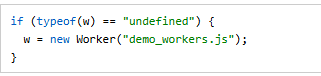 if (typeof(w) == "undefined") {
  w = new Worker("demo_workers.js");
}